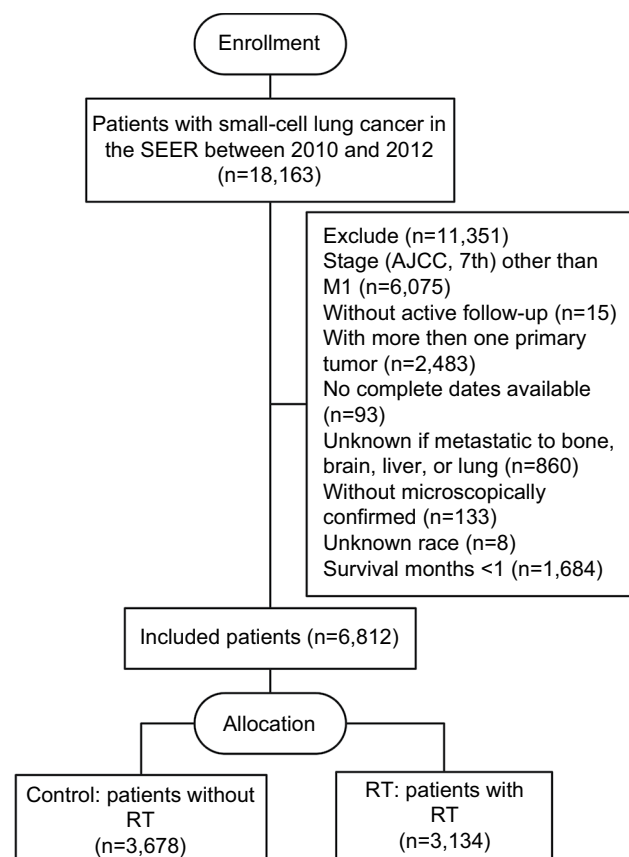 Enrollment
Patients with small-cell lung cancer in
the SEER between 2010 and 2012
(n=18,163)
Exclude (n=11,351)
Stage (AJCC, 7th) other than
M1 (n=6,075)
Without active follow-up (n=15)
With more then one primary
tumor (n=2,483)
No complete dates available
(n=93)
Unknown if metastatic to bone,
brain, liver, or lung (n=860)
Without microscopically
confirmed (n=133)
Unknown race (n=8)
Survival months <1 (n=1,684)
Included patients (n=6,812)
Allocation
Control: patients without
RT
(n=3,678)
RT: patients with
RT
(n=3,134)